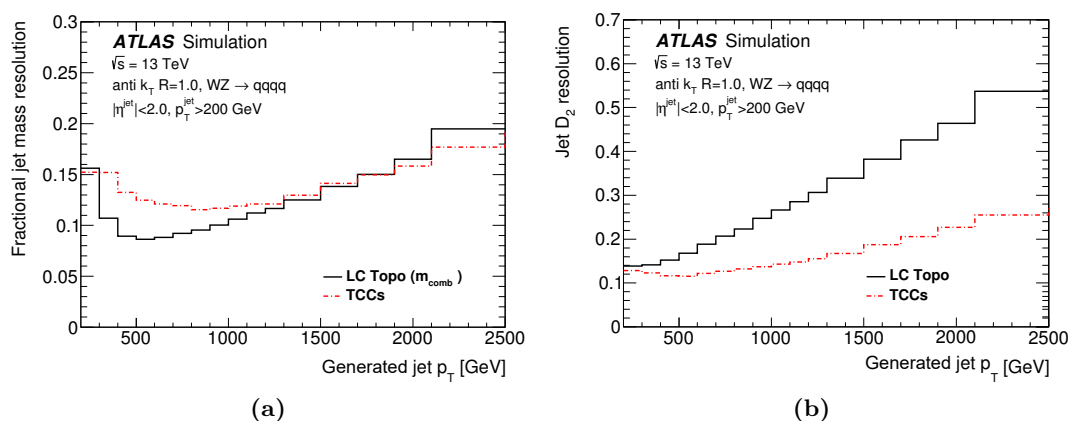 Fractional jet mass resolution
0.3
0.25
0.2
0.15
0.1
0.05
0
ATLAS Simulation
√s = 13 TeV
anti k_T R=1.0, WZ → qqqq
|η^jet|<2.0, p_T^jet>200 GeV
LC Topo (m_comb)
TCCs
500 1000 1500 2000 2500
Generated jet p_T [GeV]
(a)
Jet D_2 resolution
0.7
0.6
0.5
0.4
0.3
0.2
0.1
0
ATLAS Simulation
√s = 13 TeV
anti k_T R=1.0, WZ → qqqq
|η^jet|<2.0, p_T^jet>200 GeV
LC Topo
TCCs
500 1000 1500 2000 2500
Generated jet p_T [GeV]
(b)